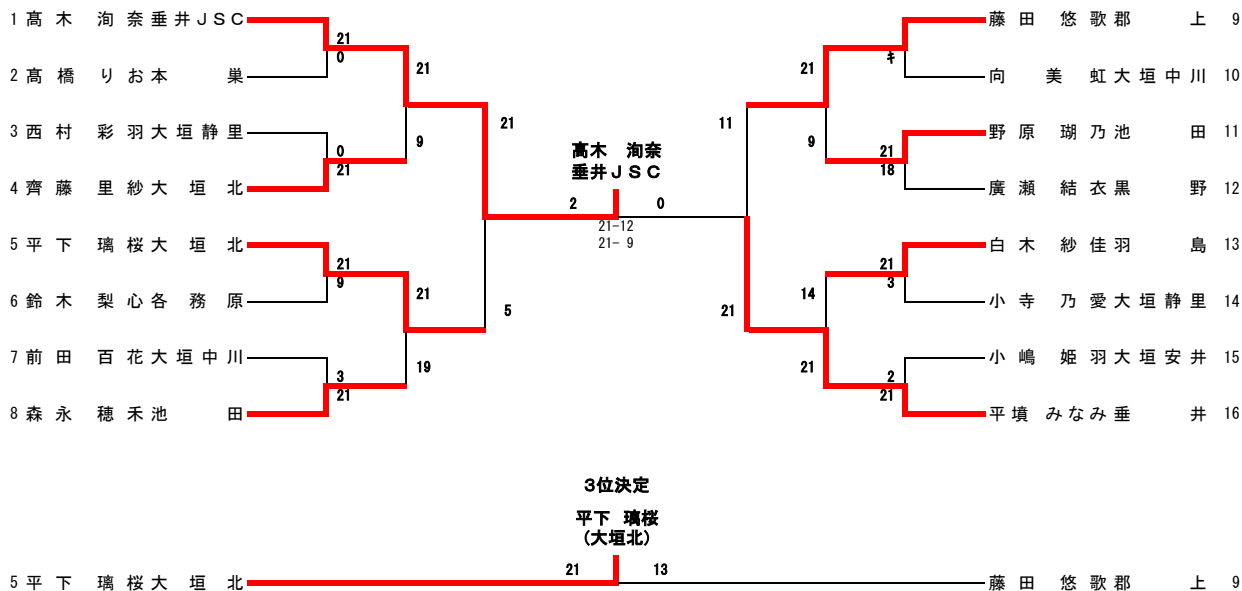 1 髙木 洵奈 垂井JSC
21
0
2 髙橋 りお 本巣
21
3 西村 彩羽 大垣静里
0
21
9
4 齊藤 里紗 大垣北
21
5 平下 璃桜 大垣北
21
9
6 鈴木 梨心 各務原
21
7 前田 百花 大垣中川
3
21
19
8 森永 穂禾 池田
5
髙木 洵奈
垂井JSC
2 0
21-12
21- 9
藤田 悠歌 郡上 9
キ
向 美虹 大垣中川 10
21
野原 瑚乃 池田 11
21
18
9
廣瀬 結衣 黒野 12
11
白木 紗佳 羽島 13
21
3
小寺 乃愛 大垣静里 14
14
小嶋 姫羽 大垣安井 15
2
21
21
平墳 みなみ 垂井 16
21
3位決定
平下 璃桜
(大垣北)
21 13
5 平下 璃桜 大垣北
藤田 悠歌 郡上 9